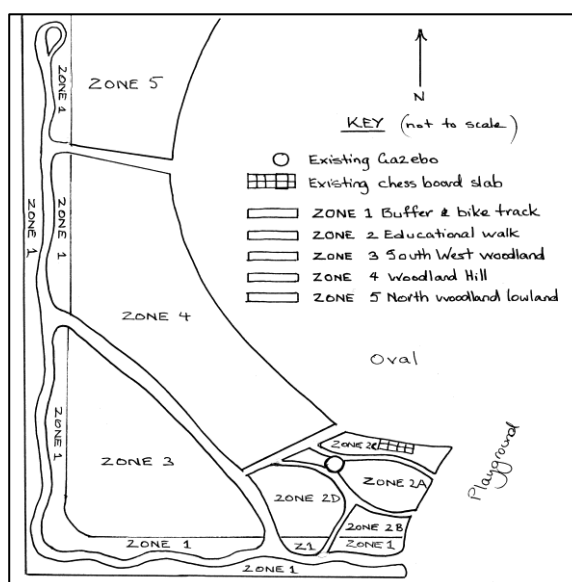 ZONE 1
ZONE 5
N
KEY (not to scale)
Existing Gazebo
Existing chess board slab
ZONE 1 Buffer & bike track
ZONE 2 Educational walk
ZONE 3 South West woodland
ZONE 4 Woodland Hill
ZONE 5 North woodland lowland
ZONE 1
ZONE 1
ZONE 4
Oval
Playground
ZONE 2C
ZONE 1
ZONE 3
ZONE 2A
ZONE 2D
ZONE 2B
ZONE 1
Z1
ZONE 1
ZONE 1